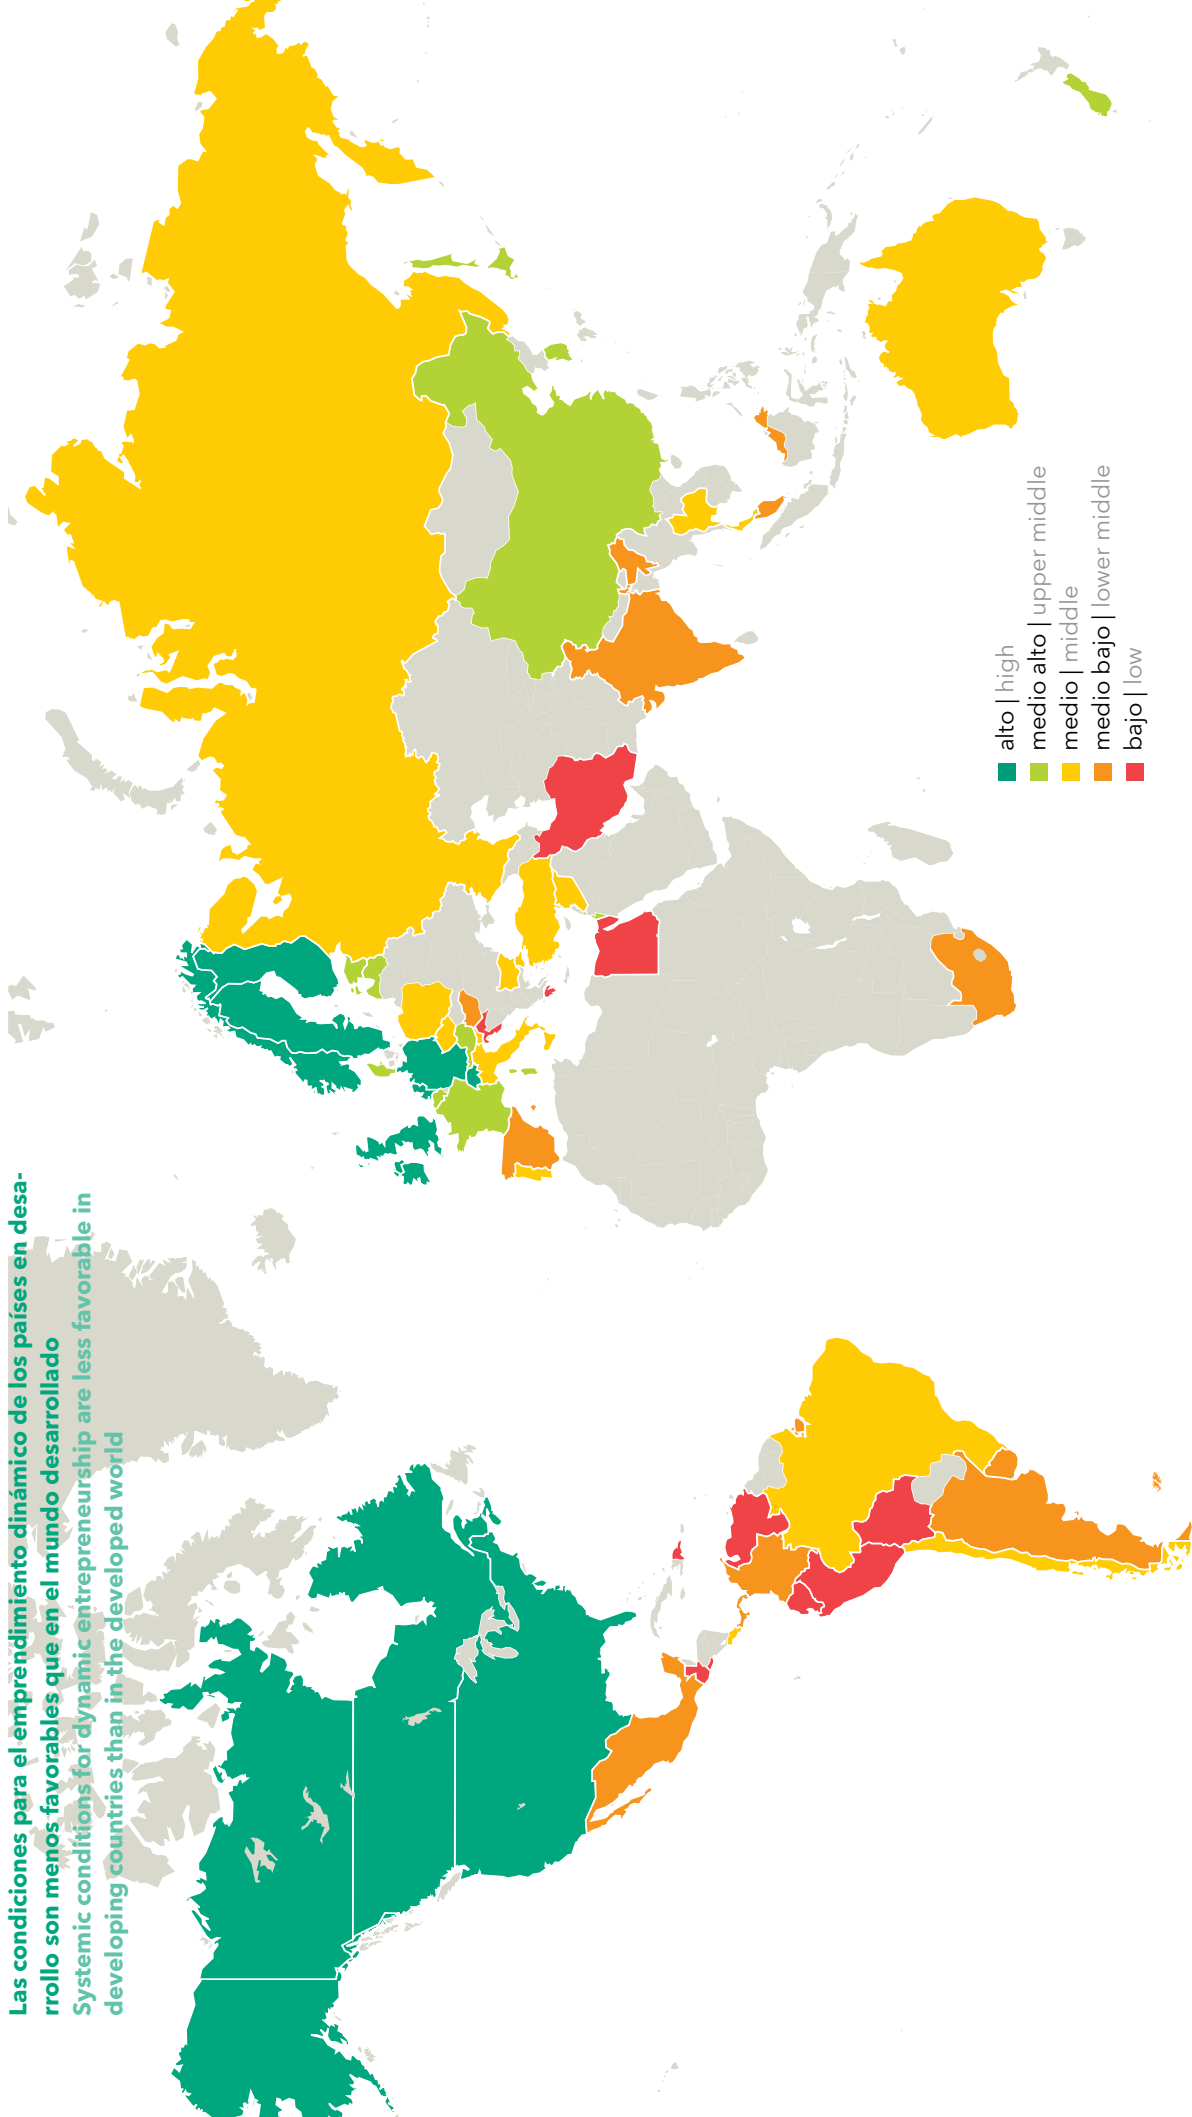 Las condiciones para el emprendimiento dinámico de los países en desa-
rrollo son menos favorables que en el mundo desarrollado
Systemic conditions for dynamic entrepreneurship are less favorable in
developing countries than in the developed world
alto | high
medio alto | upper middle
medio | middle
medio bajo | lower middle
bajo | low